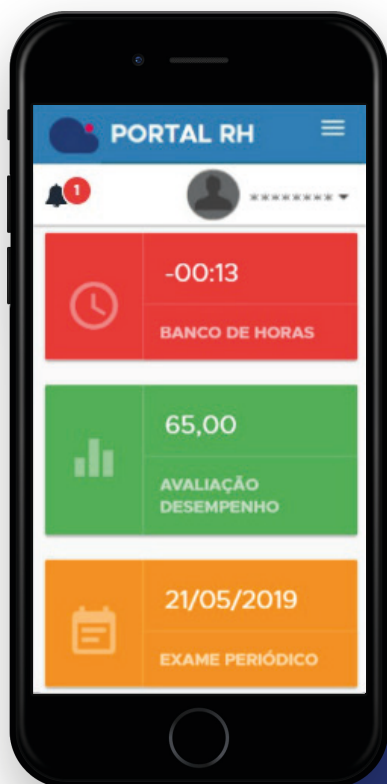 PORTAL RH
1
******** 
-00:13
BANCO DE HORAS
65,00
AVALIAÇÃO
DESEMPENHO
21/05/2019
EXAME PERIÓDICO